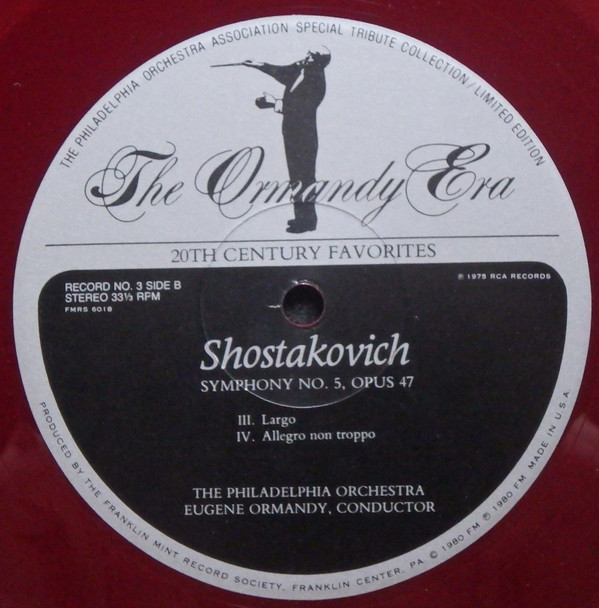 THE PHILADELPHIA ORCHESTRA ASSOCIATION SPECIAL TRIBUTE COLLECTION/LIMITED EDITION
The Ormandy Era
20TH CENTURY FAVORITES
RECORD NO. 3 SIDE B
STEREO 33⅓ RPM
FMRS 6018
℗ 1975 RCA RECORDS
Shostakovich
SYMPHONY NO. 5, OPUS 47
III. Largo
IV. Allegro non troppo
THE PHILADELPHIA ORCHESTRA
EUGENE ORMANDY, CONDUCTOR
PRODUCED BY THE FRANKLIN MINT RECORD SOCIETY, FRANKLIN CENTER, PA © 1980 FM ℗ 1980 FM MADE IN U.S.A.